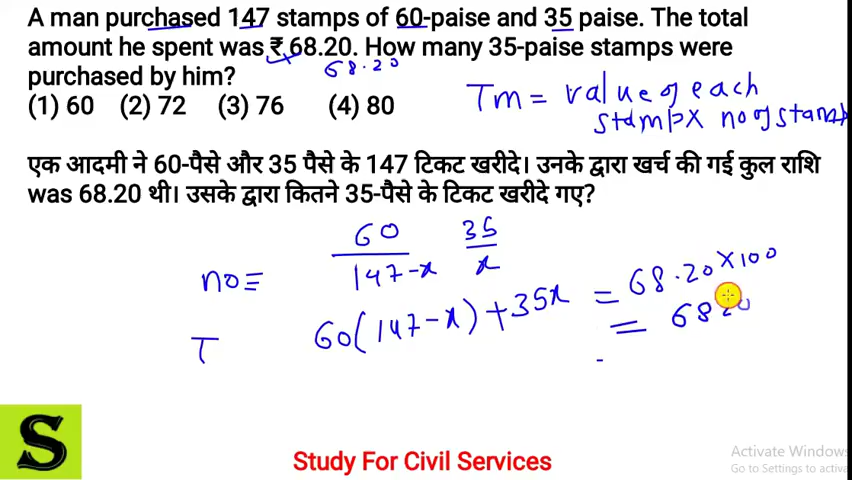 A man purchased 147 stamps of 60-paise and 35 paise. The total
amount he spent was ₹ 68.20. How many 35-paise stamps were
purchased by him?
68.20
(1) 60 (2) 72 (3) 76 (4) 80
Tm = value of each
stamp x no of stamp
एक आदमी ने 60-पैसे और 35 पैसे के 147 टिकट खरीदे। उनके द्वारा खर्च की गई कुल राशि
was 68.20 थी। उसके द्वारा कितने 35-पैसे के टिकट खरीदे गए?
60 35
no = 147-x x
T 60(147-x) + 35x = 68.20 x 100
= 6820
S
Study For Civil Services
Activate Windows
Go to Settings to activate